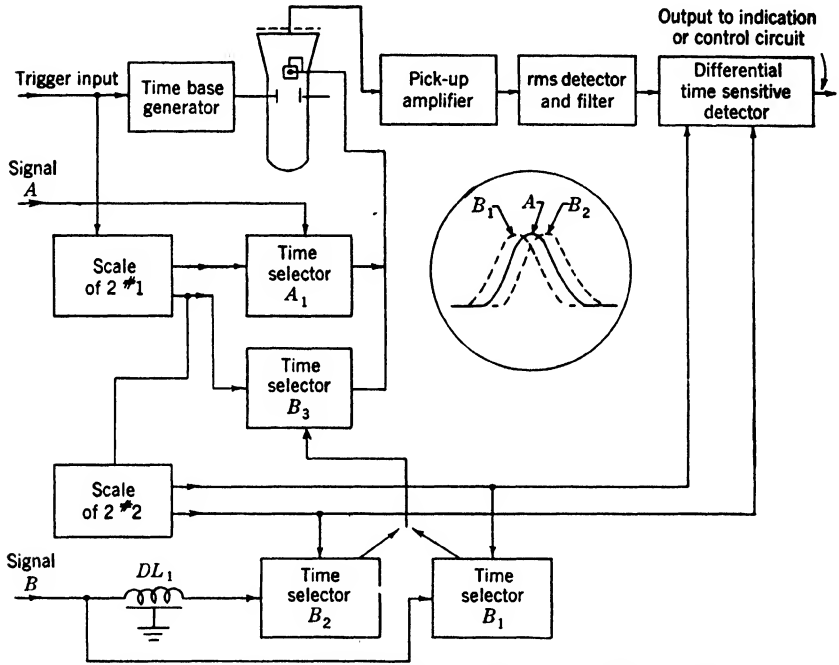 Output to indication
or control circuit
Trigger input
Time base
generator
Pick-up
amplifier
rms detector
and filter
Differential
time sensitive
detector
Signal
A
Scale
of 2 #1
Time
selector
A1
B1
A
B2
Time
selector
B3
Scale
of 2 #2
Signal
B
DL1
Time
selector
B2
Time
selector
B1